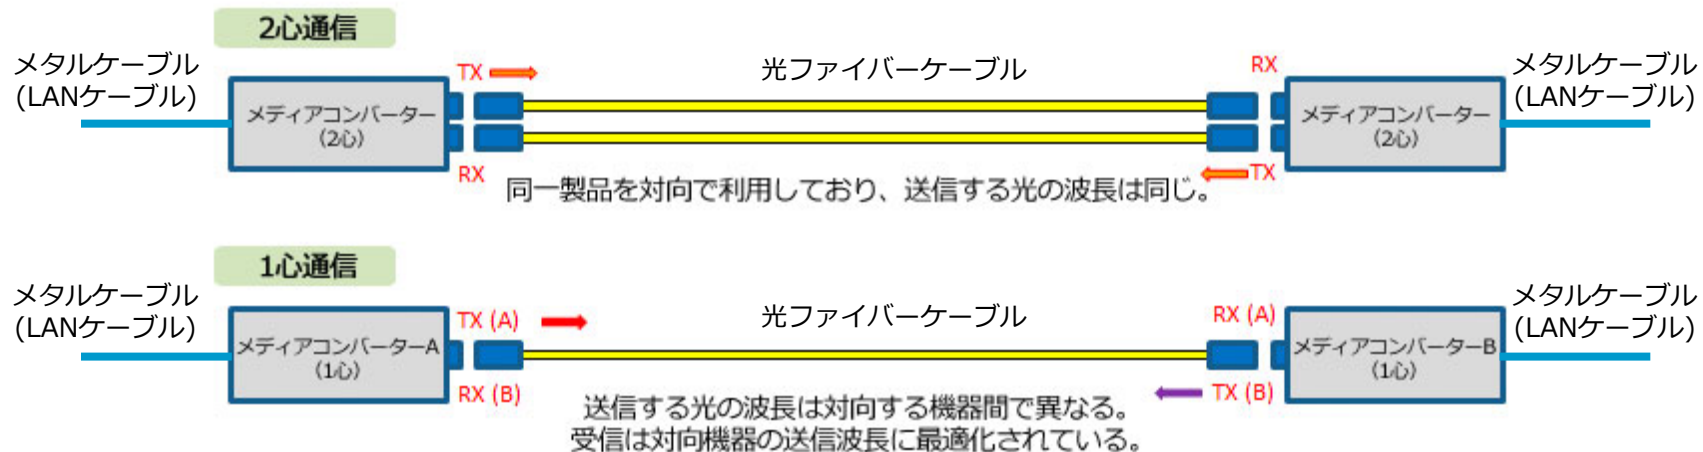 2心通信
メタルケーブル
(LANケーブル)
TX
光ファイバーケーブル
RX
メタルケーブル
(LANケーブル)
メディアコンバーター
(2心)
メディアコンバーター
(2心)
RX
TX
同一製品を対向で利用しており、送信する光の波長は同じ。
1心通信
メタルケーブル
(LANケーブル)
TX (A)
光ファイバーケーブル
RX (A)
メタルケーブル
(LANケーブル)
メディアコンバーターA
(1心)
メディアコンバーターB
(1心)
RX (B)
TX (B)
送信する光の波長は対向する機器間で異なる。
受信は対向機器の送信波長に最適化されている。